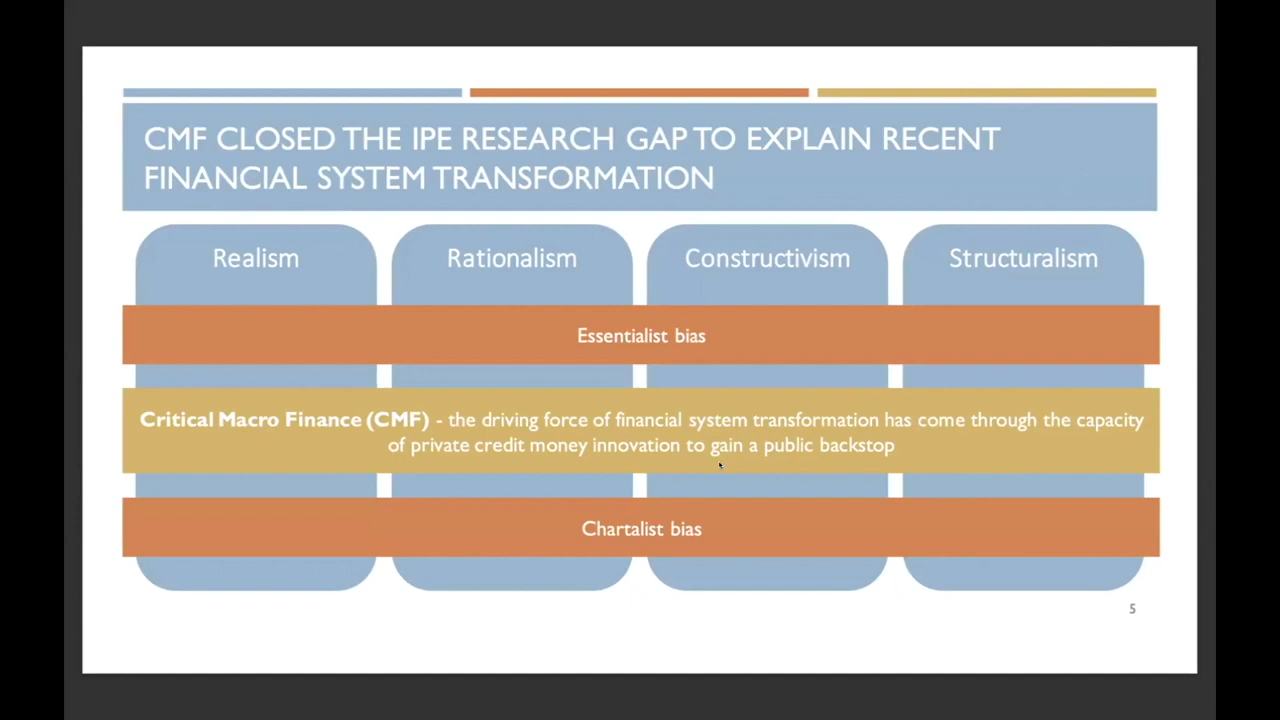 CMF CLOSED THE IPE RESEARCH GAP TO EXPLAIN RECENT
FINANCIAL SYSTEM TRANSFORMATION
Realism
Rationalism
Constructivism
Structuralism
Essentialist bias
Critical Macro Finance (CMF) - the driving force of financial system transformation has come through the capacity
of private credit money innovation to gain a public backstop
Chartalist bias
5